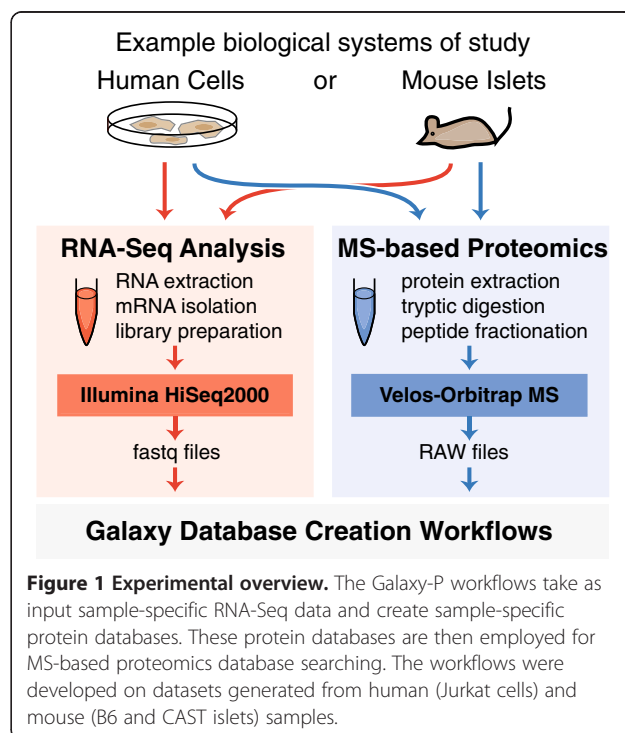 Example biological systems of study
Human Cells or Mouse Islets
RNA-Seq Analysis
RNA extraction
mRNA isolation
library preparation
Illumina HiSeq2000
fastq files
MS-based Proteomics
protein extraction
tryptic digestion
peptide fractionation
Velos-Orbitrap MS
RAW files
Galaxy Database Creation Workflows
Figure 1 Experimental overview. The Galaxy-P workflows take as
input sample-specific RNA-Seq data and create sample-specific
protein databases. These protein databases are then employed for
MS-based proteomics database searching. The workflows were
developed on datasets generated from human (Jurkat cells) and
mouse (B6 and CAST islets) samples.